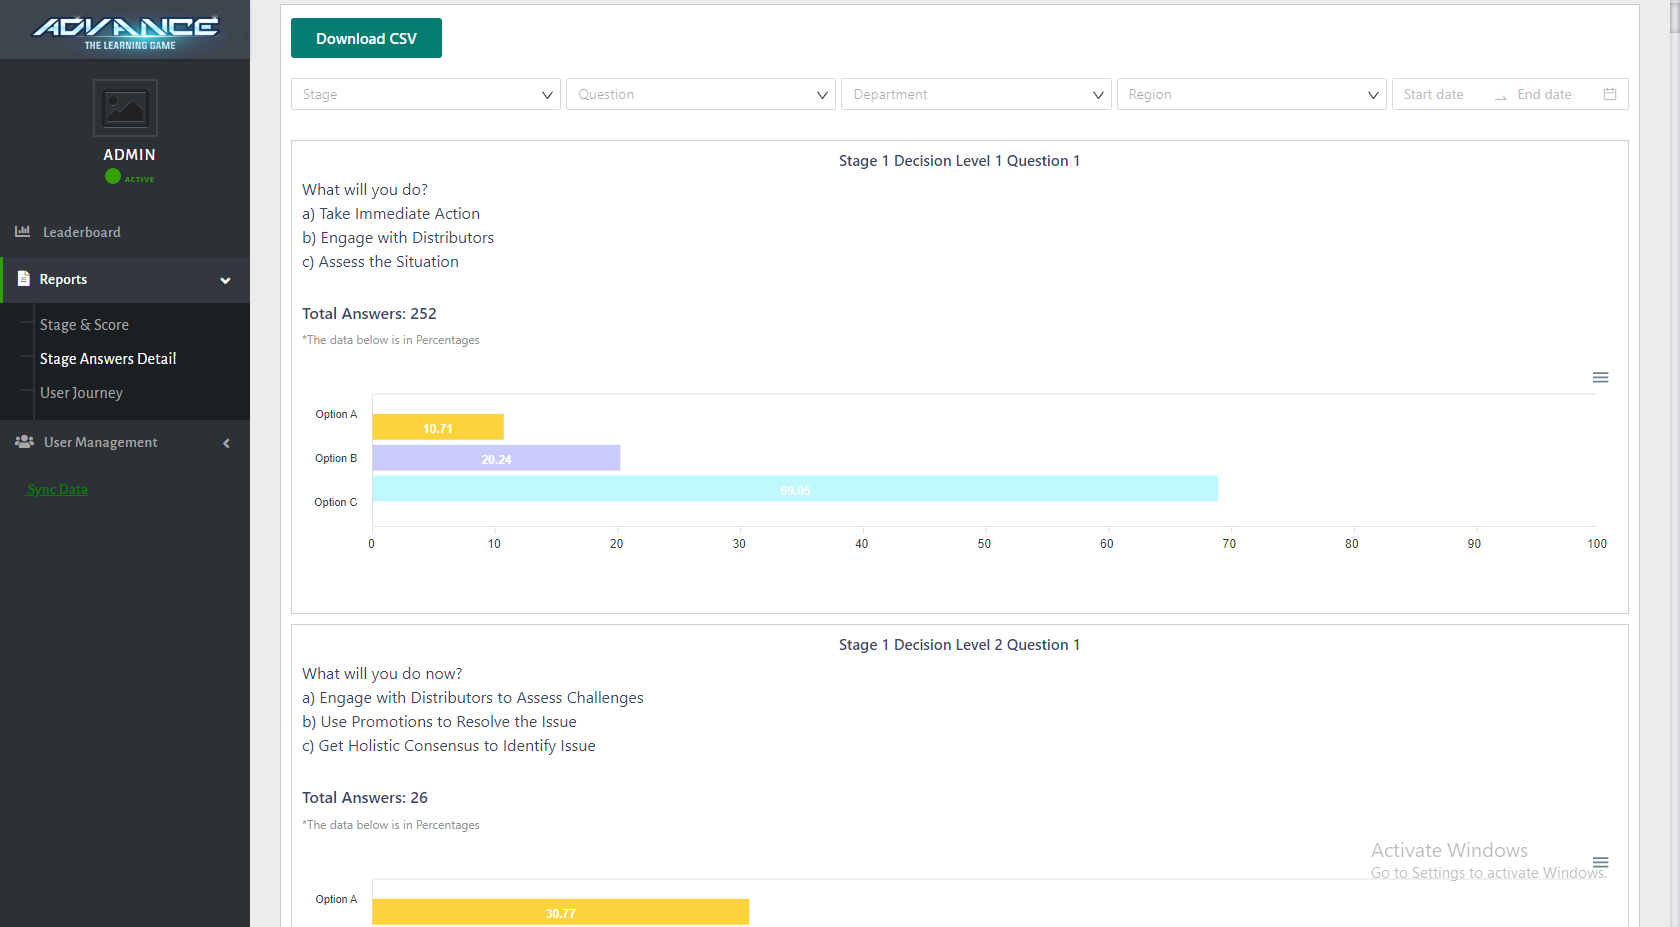 ADVANCE
THE LEARNING GAME
ADMIN
ACTIVE
Leaderboard
Reports
Stage & Score
Stage Answers Detail
User Journey
User Management
Sync Data
Download CSV
Stage
Question
Department
Region
Start date
End date
Stage 1 Decision Level 1 Question 1
What will you do?
a) Take Immediate Action
b) Engage with Distributors
c) Assess the Situation
Total Answers: 252
*The data below is in Percentages
Option A
10.71
Option B
20.24
Option C
69.05
0 10 20 30 40 50 60 70 80 90 100
Stage 1 Decision Level 2 Question 1
What will you do now?
a) Engage with Distributors to Assess Challenges
b) Use Promotions to Resolve the Issue
c) Get Holistic Consensus to Identify Issue
Total Answers: 26
*The data below is in Percentages
Option A
30.77
Activate Windows
Go to Settings to activate Windows.